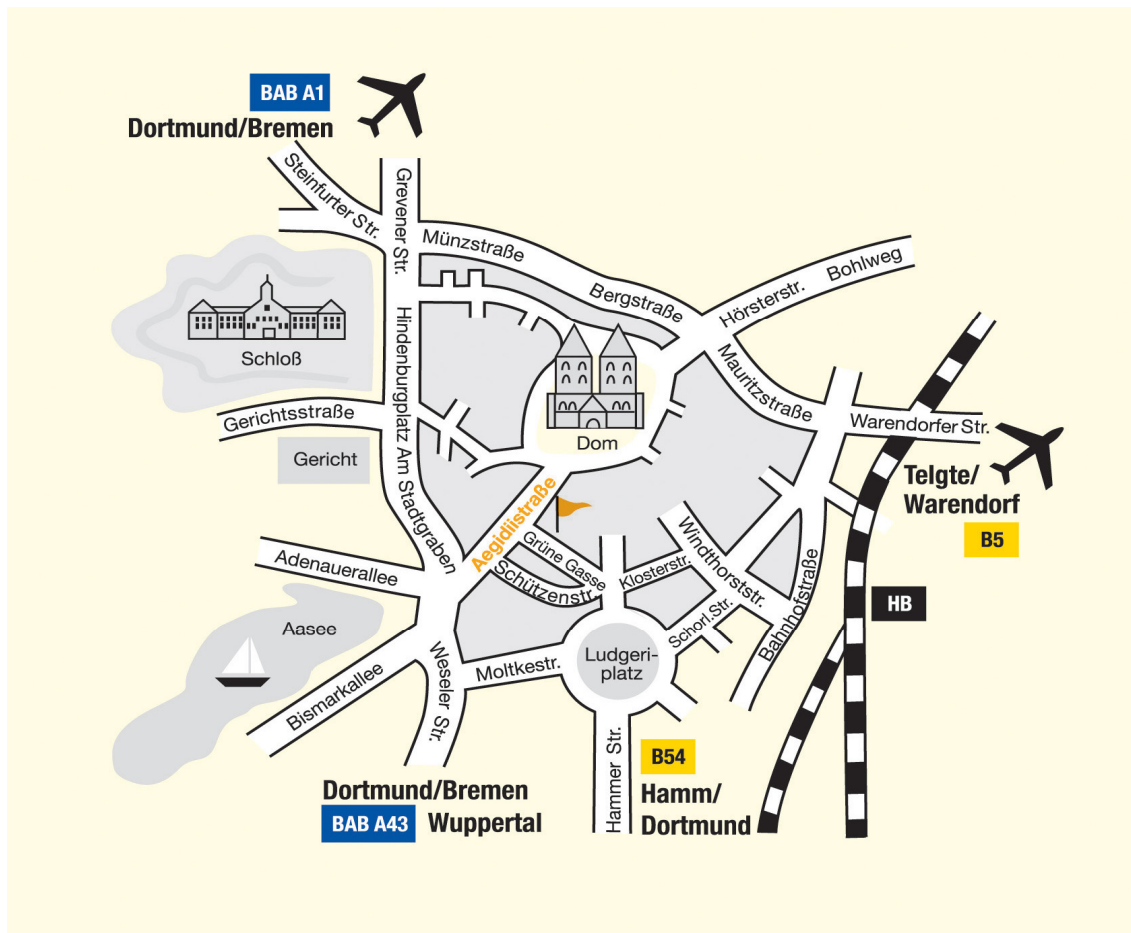 BAB A1
Dortmund/Bremen
Steinfurter Str.
Grevener Str.
Münzstraße
Bergstraße
Hörsterstr.
Bohlweg
Mauritzstraße
Warendorfer Str.
Schloß
Hindenburgplatz Am Stadtgraben
Gerichtsstraße
Gericht
Dom
Telgte/
Warendorf
B5
Aegidiistraße
Grüne Gasse
Schützenstr.
Klosterstr.
Windthorststr.
Schorl.Str.
Bahnhofstraße
HB
Adenauerallee
Aasee
Bismarkallee
Weseler Str.
Moltkestr.
Ludgeri-
platz
Hammer Str.
B54
Hamm/
Dortmund
Dortmund/Bremen
BAB A43 Wuppertal